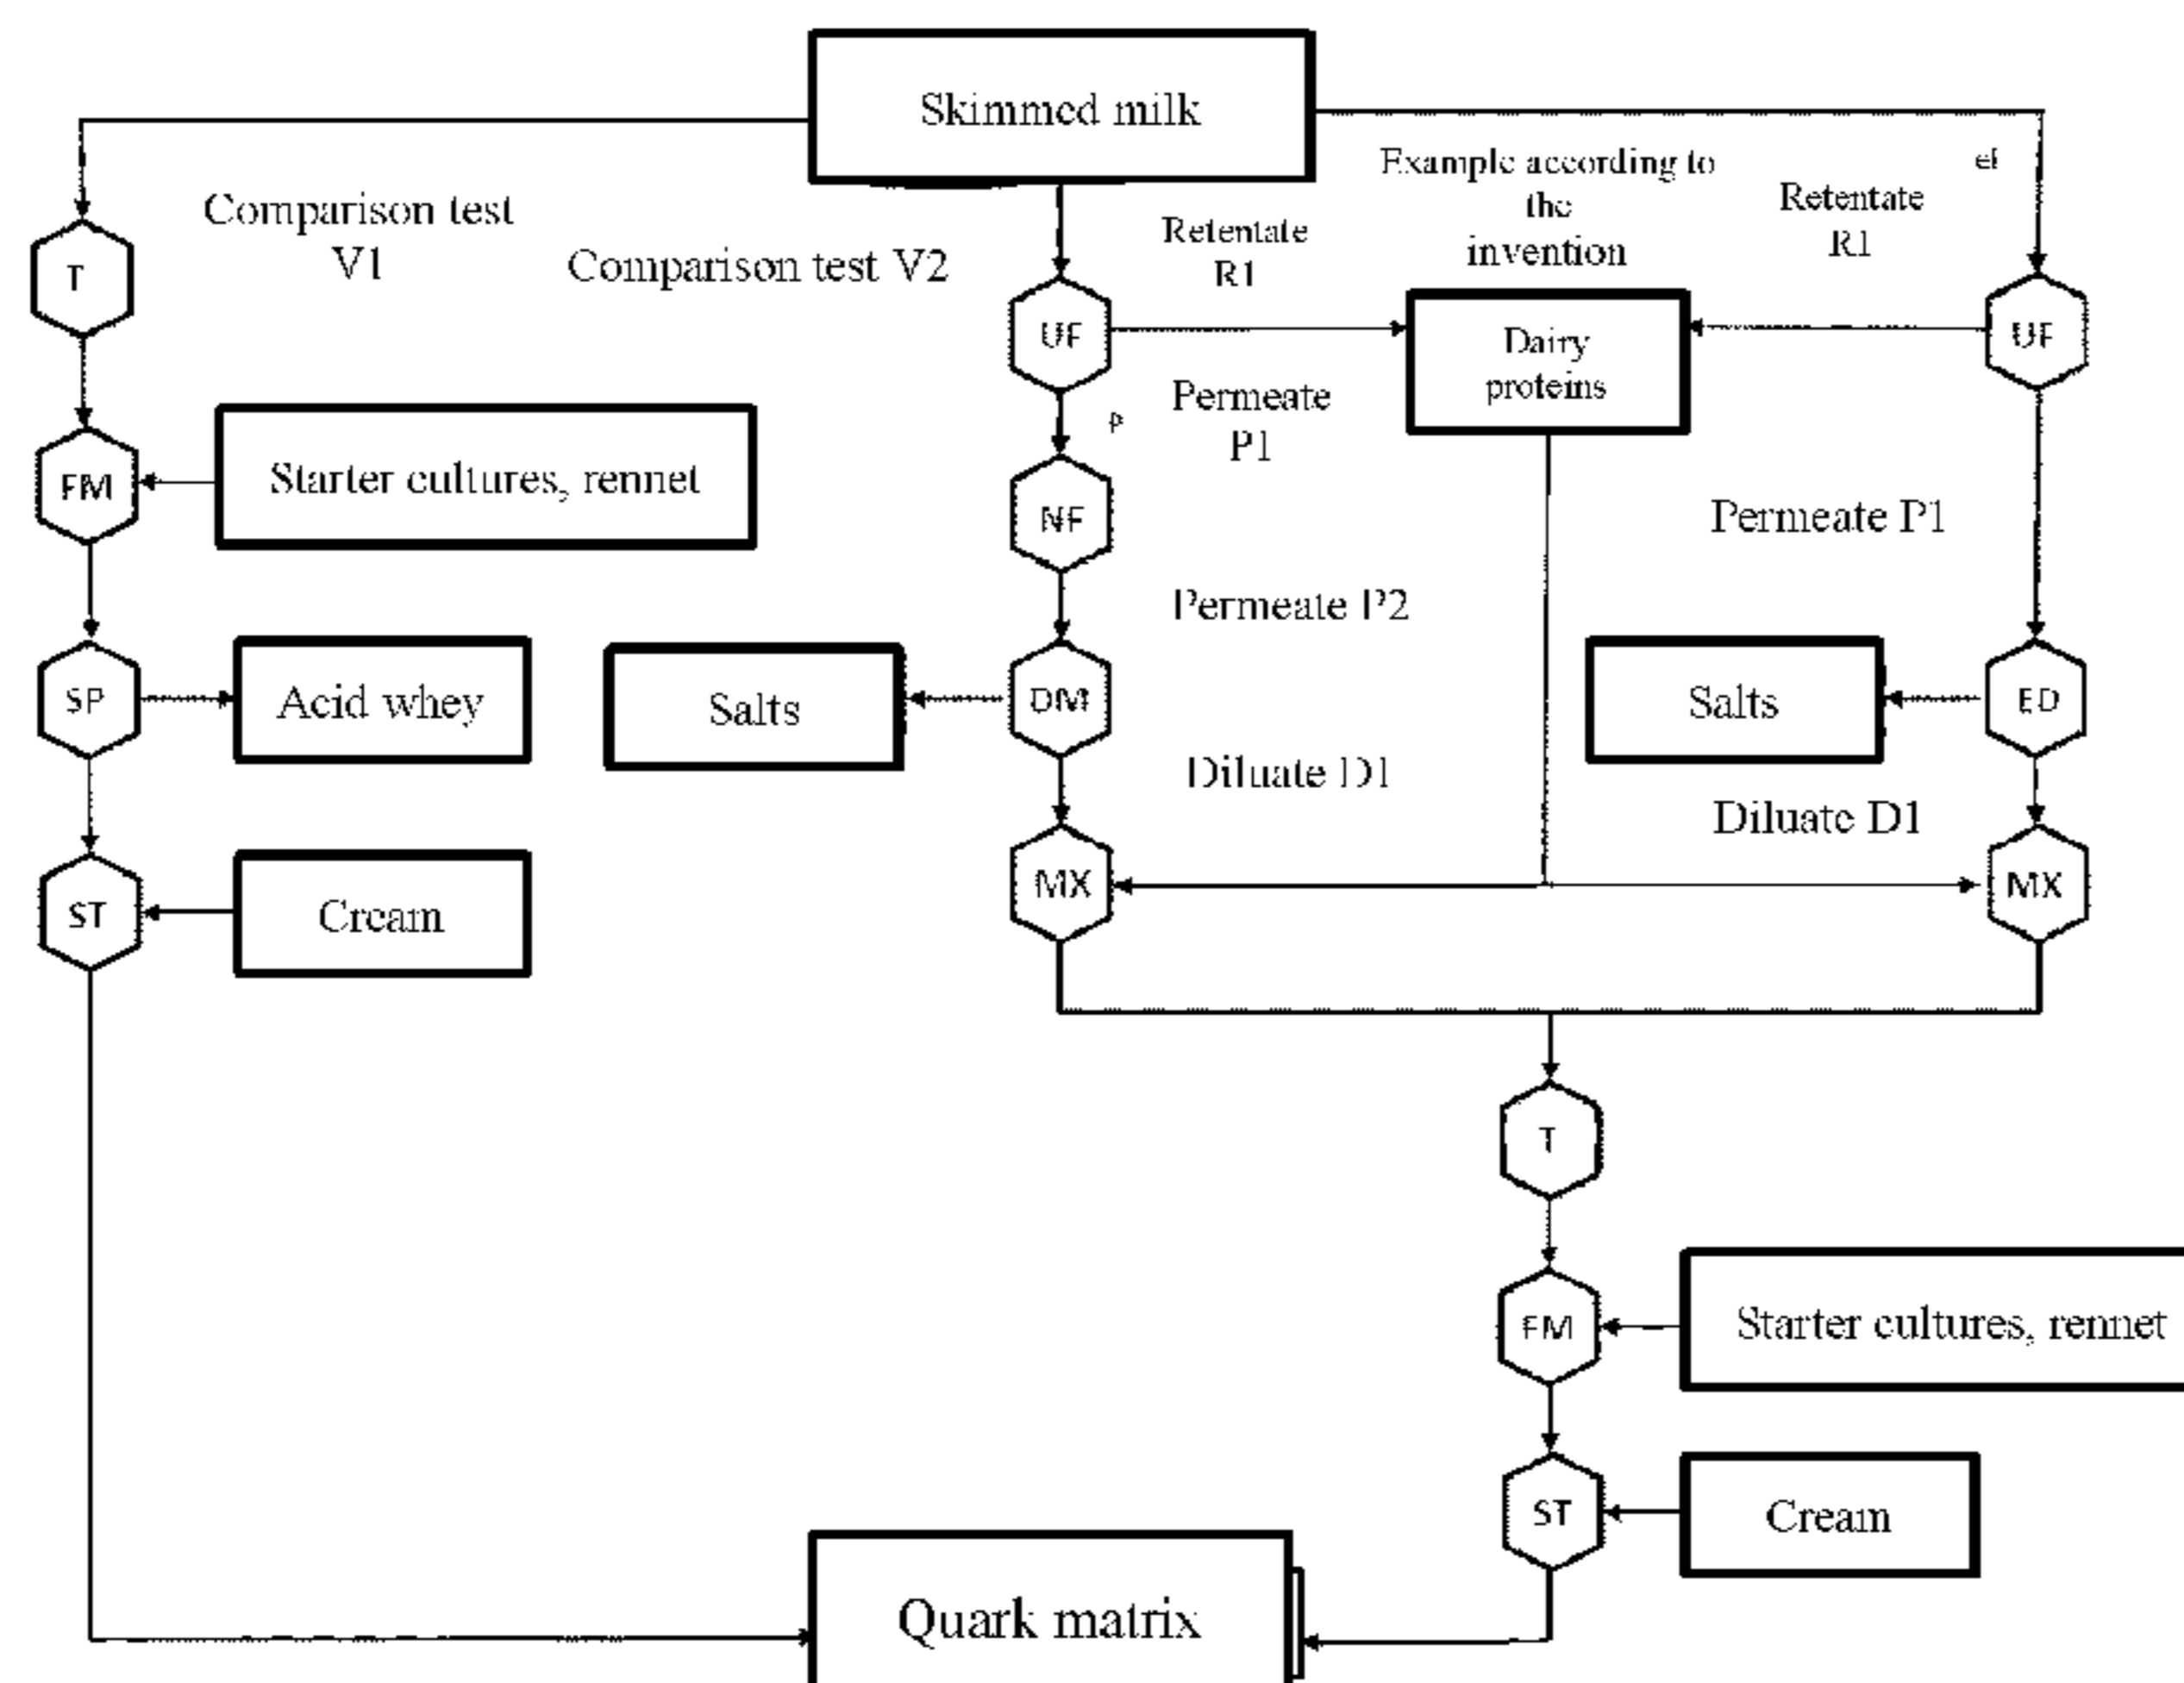 Skimmed milk
Comparison test
V1
Comparison test V2
Retentate
R1
Example according to
the
invention
el
Retentate
R1
T
UF
Dairy
proteins
UF
FM
Starter cultures, rennet
P
Permeate
P1
NF
Permeate P1
Permeate P2
SP
Acid whey
Salts
DM
Salts
ED
Diluate D1
Diluate D1
ST
Cream
MX
MX
T
FM
Starter cultures, rennet
ST
Cream
Quark matrix